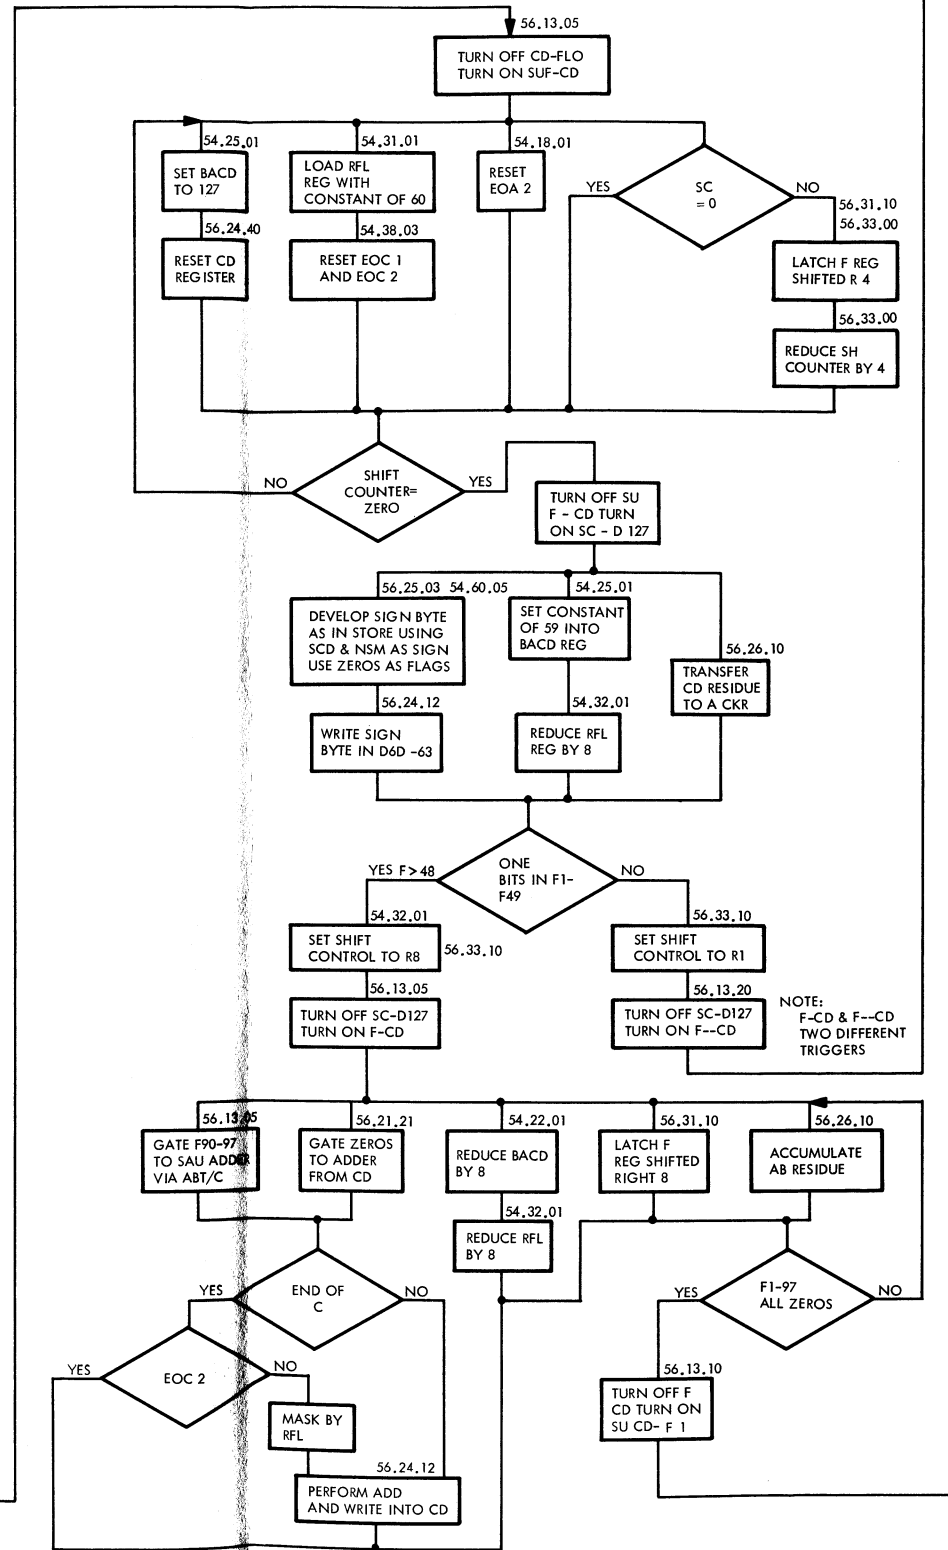 56.13.05
TURN OFF CD-FLO
TURN ON SUF-CD
54.25.01
SET BACD
TO 127
56.24.40
RESET CD
REGISTER
54.31.01
LOAD RFL
REG WITH
CONSTANT OF 60
54.38.03
RESET EOC 1
AND EOC 2
54.18.01
RESET
EOA 2
YES
SC
= 0
NO
56.31.10
56.33.00
LATCH F REG
SHIFTED R 4
56.33.00
REDUCE SH
COUNTER BY 4
NO
SHIFT
COUNTER=
ZERO
YES
TURN OFF SU
F - CD TURN
ON SC - D 127
56.25.03 54.60.05
DEVELOP SIGN BYTE
AS IN STORE USING
SCD & NSM AS SIGN
USE ZEROS AS FLAGS
56.24.12
WRITE SIGN
BYTE IN D6D -63
54.25.01
SET CONSTANT
OF 59 INTO
BACD REG
54.32.01
REDUCE RFL
REG BY 8
56.26.10
TRANSFER
CD RESIDUE
TO A CKR
YES F>48
ONE
BITS IN F1-
F49
NO
54.32.01
SET SHIFT
CONTROL TO R8
56.33.10
56.13.05
TURN OFF SC-D127
TURN ON F-CD
56.33.10
SET SHIFT
CONTROL TO R1
56.13.20
TURN OFF SC-D127
TURN ON F--CD
NOTE:
F-CD & F--CD
TWO DIFFERENT
TRIGGERS
56.13.05
GATE F90-97
TO SAU ADDER
VIA ABT/C
56.21.21
GATE ZEROS
TO ADDER
FROM CD
54.22.01
REDUCE BACD
BY 8
54.32.01
REDUCE RFL
BY 8
56.31.10
LATCH F
REG SHIFTED
RIGHT 8
56.26.10
ACCUMULATE
AB RESIDUE
YES
END OF
C
NO
YES
F1-97
ALL ZEROS
NO
YES
EOC 2
NO
MASK BY
RFL
56.24.12
PERFORM ADD
AND WRITE INTO CD
56.13.10
TURN OFF F
CD TURN ON
SU CD- F 1